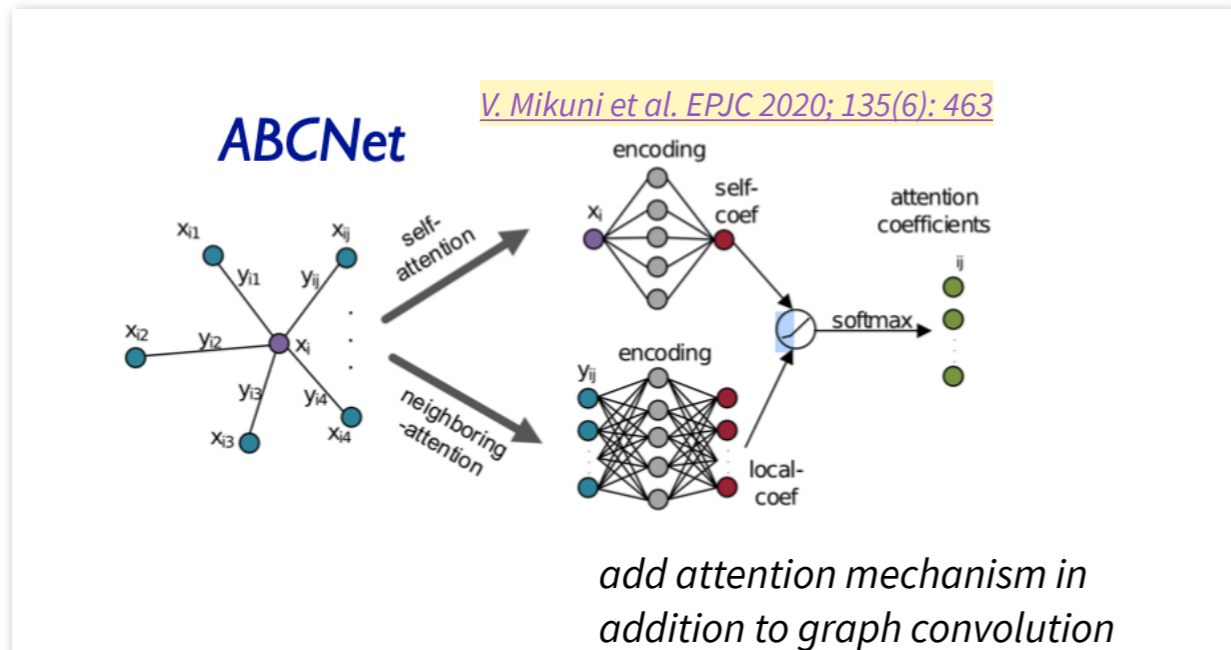 V. Mikuni et al. EPJC 2020; 135(6): 463
ABCNet
xi1
xij
yi1
yij
xi2
yi2
xi
yi3
yi4
xi3
xi4
self-
attention
neighboring
-attention
encoding
xi
self-
coef
encoding
yij
local-
coef
softmax
attention
coefficients
ij
add attention mechanism in
addition to graph convolution